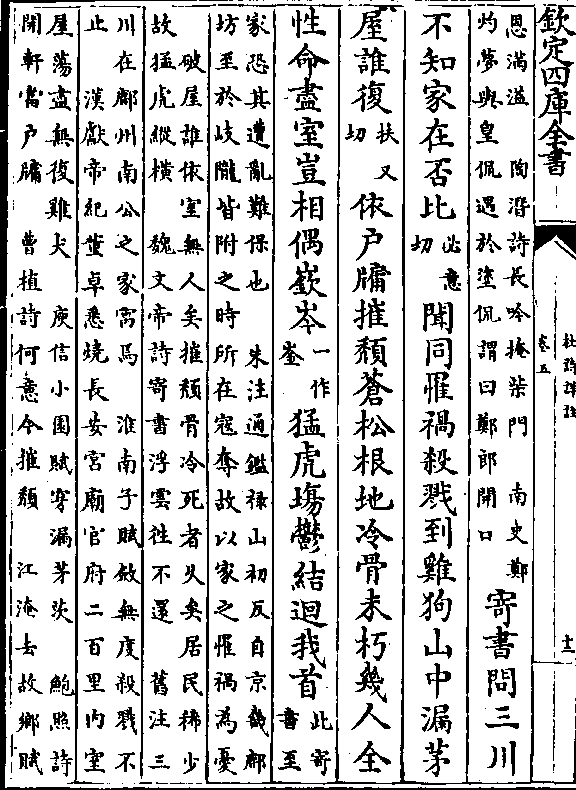 欽定四庫全書
杜詩詳註
卷五
恩滿溢 陶潛詩長吟掩柴門 南史鄭
灼夢與皇侃遇於塗侃謂曰鄭郎開口
寄書問三川
不知家在否比必意切聞同罹禍殺戮到雞狗山中漏茅
屋誰復扶又切依戶牖摧頹蒼松根地冷骨未朽幾人全
性命盡室豈相偶嶔岑一作崟猛虎場鬱結迴我首此寄書至
家恐其遭亂難保也 朱注通鑑禄山初反自京畿鄜
坊至於岐隴皆附之時所在寇奪故以家之罹禍為憂
破屋誰依室無人矣摧頹骨冷死者久矣居民稀少
故猛虎縱橫 魏文帝詩寄書浮雲往不還 舊注三
川在鄜州南公之家寓焉 淮南子賦斂無度殺戮不
止 漢獻帝紀董卓悉燒長安宫廟官府二百里内室
屋蕩盡無復雞犬 庾信小園賦穿漏茅茨 鮑照詩
開軒當戶牖 曹植詩何意今摧頹 江淹去故鄉賦